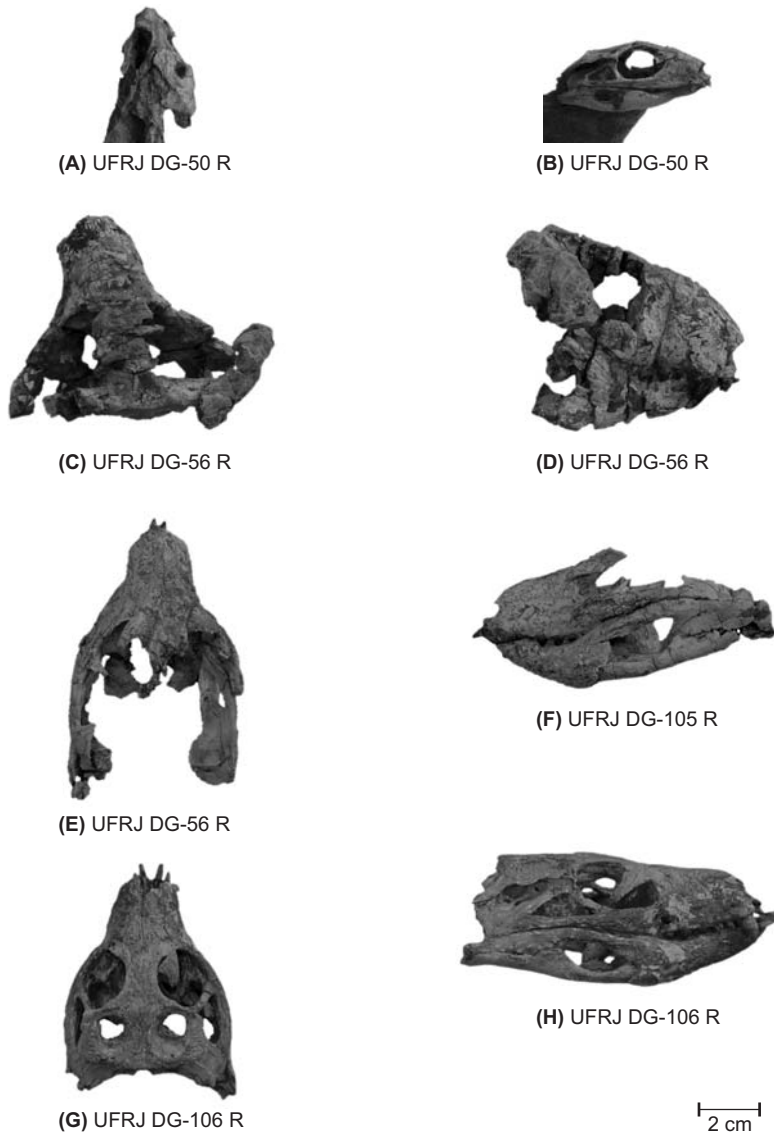 (A) UFRJ DG-50 R
(B) UFRJ DG-50 R
(C) UFRJ DG-56 R
(D) UFRJ DG-56 R
(E) UFRJ DG-56 R
(F) UFRJ DG-105 R
(G) UFRJ DG-106 R
(H) UFRJ DG-106 R
2 cm